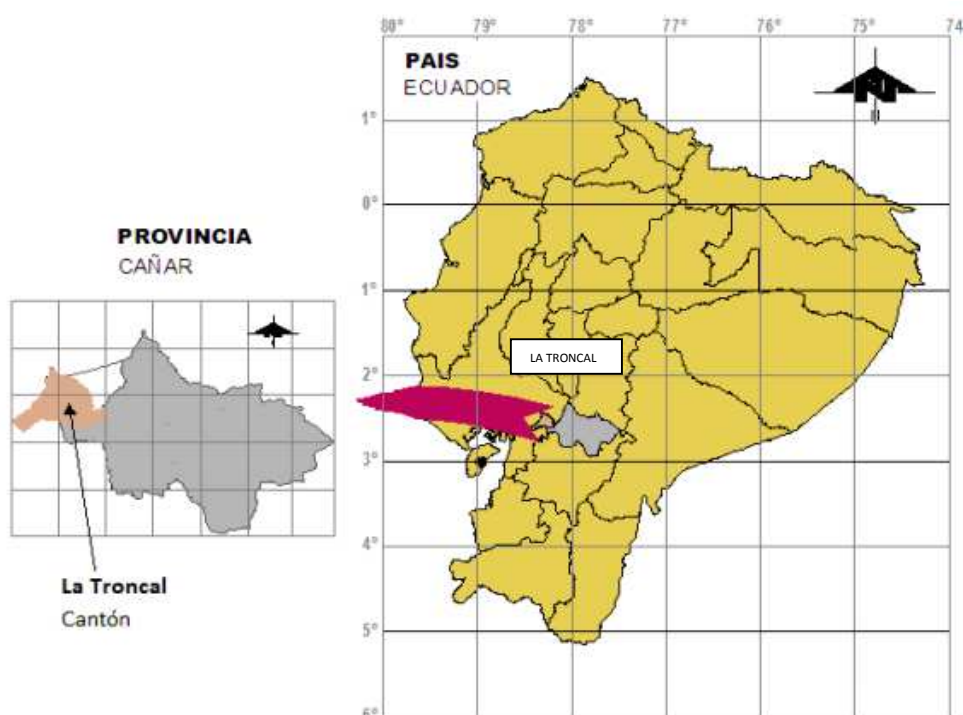 80° 79° 78° 77° 76° 75° 74
PAIS
ECUADOR
1°
0°
1°
2°
3°
4°
5°
6°
LA TRONCAL
PROVINCIA
CAÑAR
La Troncal
Cantón